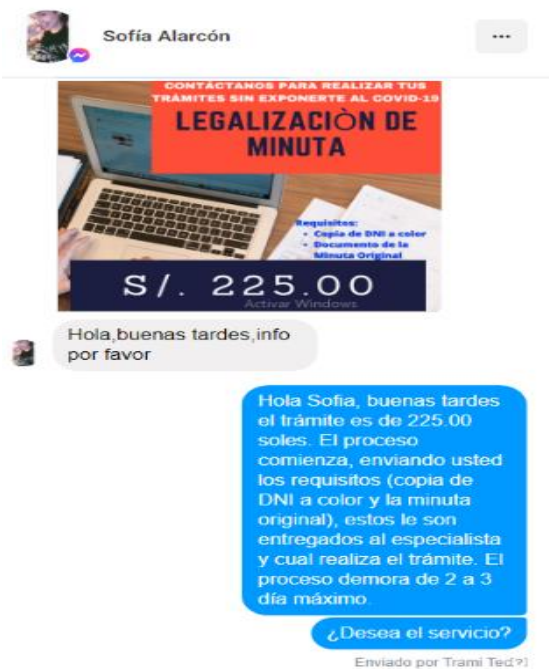 Sofía Alarcón
CONTÁCTANOS PARA REALIZAR TUS
TRÁMITES SIN EXPONERTE AL COVID-19
LEGALIZACIÒN DE
MINUTA
Requisitos:
• Copia de DNI a color
• Documento de la
Minuta Original
S/. 225.00
Activar Windows
Hola,buenas tardes,info
por favor
Hola Sofia, buenas tardes
el trámite es de 225.00
soles. El proceso
comienza, enviando usted
los requisitos (copia de
DNI a color y la minuta
original), estos le son
entregados al especialista
y cual realiza el trámite. El
proceso demora de 2 a 3
día máximo.
¿Desea el servicio?
Enviado por Trami